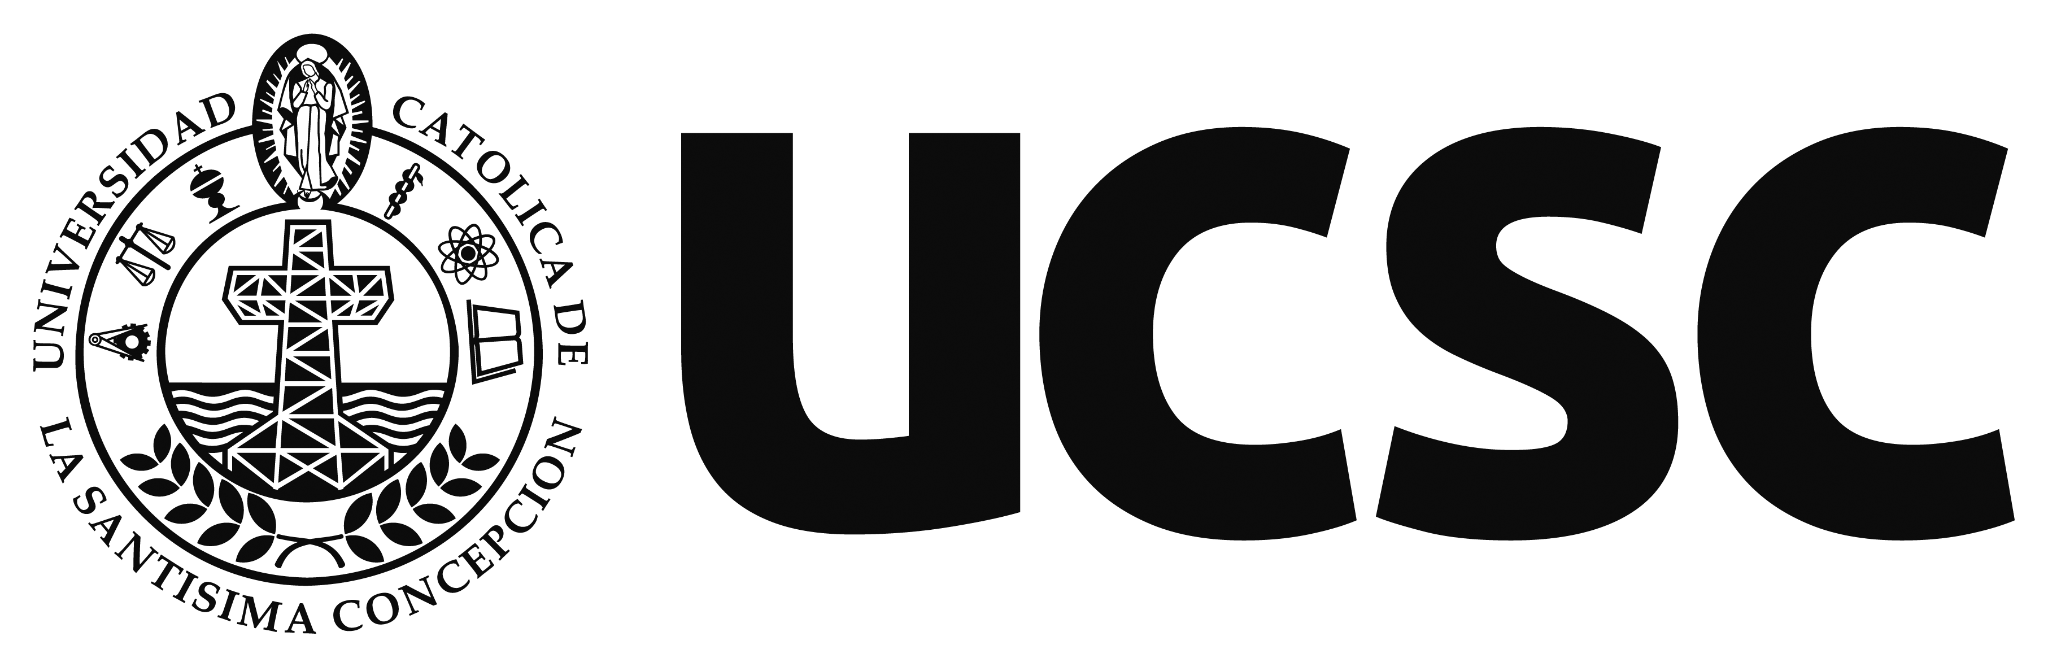 UNIVERSIDAD CATOLICA DE
LA SANTISIMA CONCEPCION
UCSC